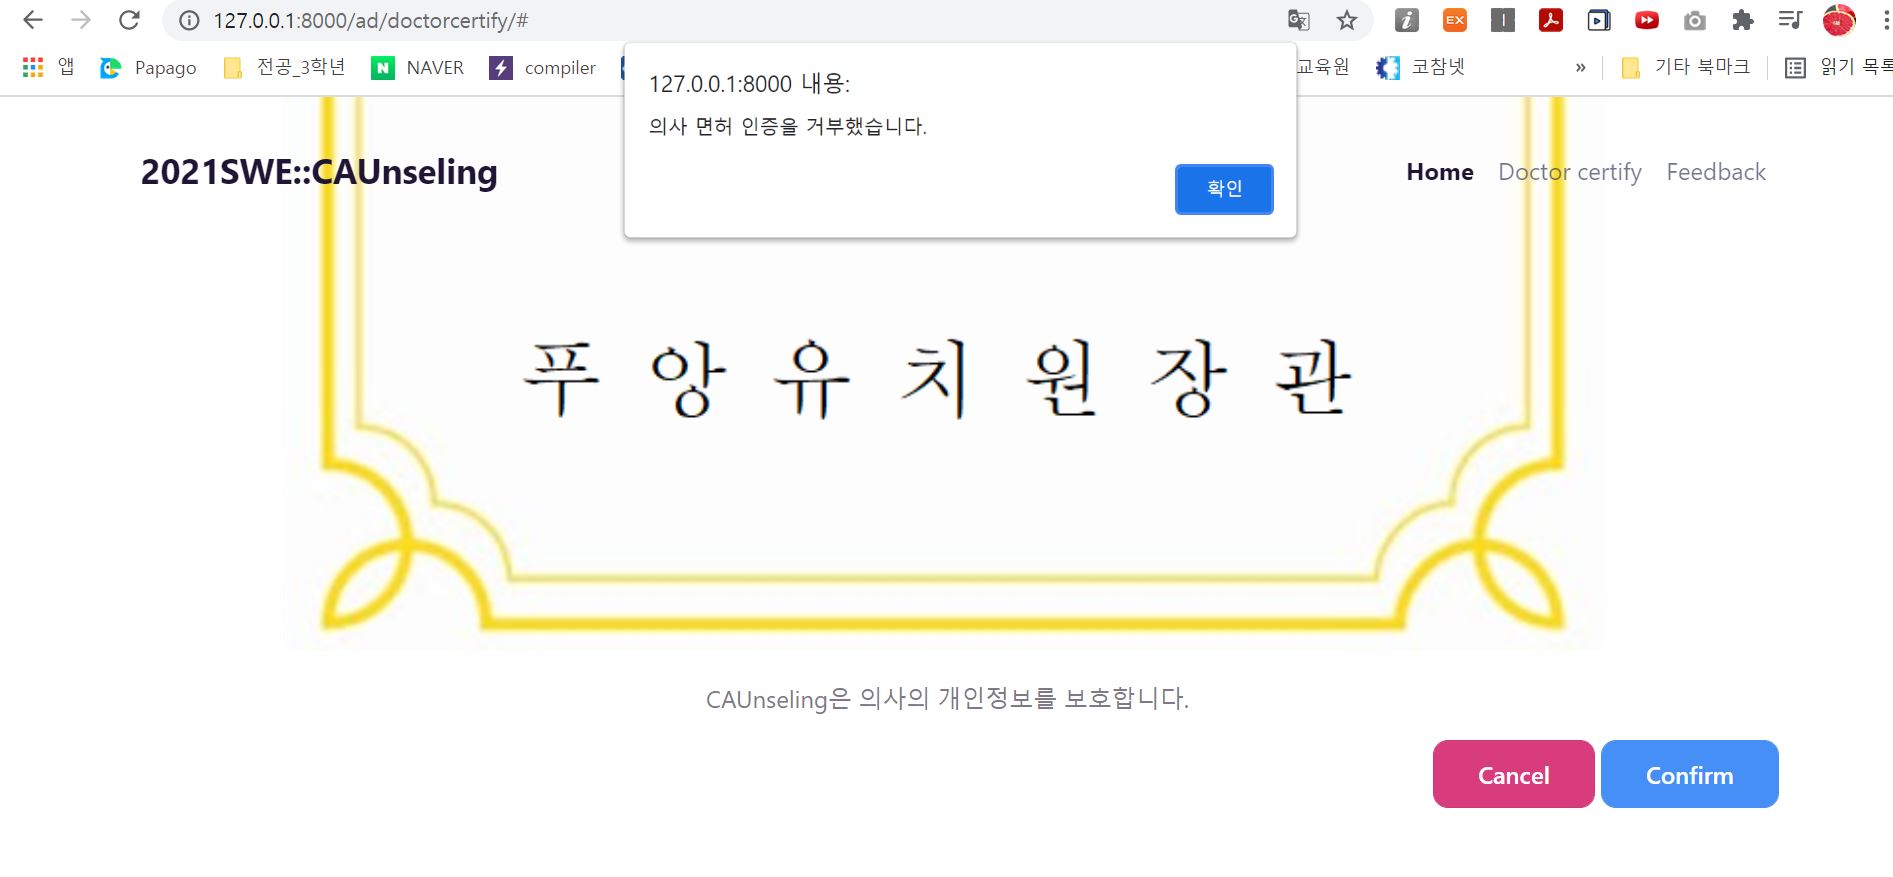 127.0.0.1:8000/ad/doctorcertify/#
앱 Papago 전공_3학년 NAVER compiler 교육원 코참넷 » 기타 북마크 읽기 목록
127.0.0.1:8000 내용:
의사 면허 인증을 거부했습니다.
확인
2021SWE::CAUnseling Home Doctor certify Feedback
푸 앙 유 치 원 장 관
CAUnseling은 의사의 개인정보를 보호합니다.
Cancel Confirm